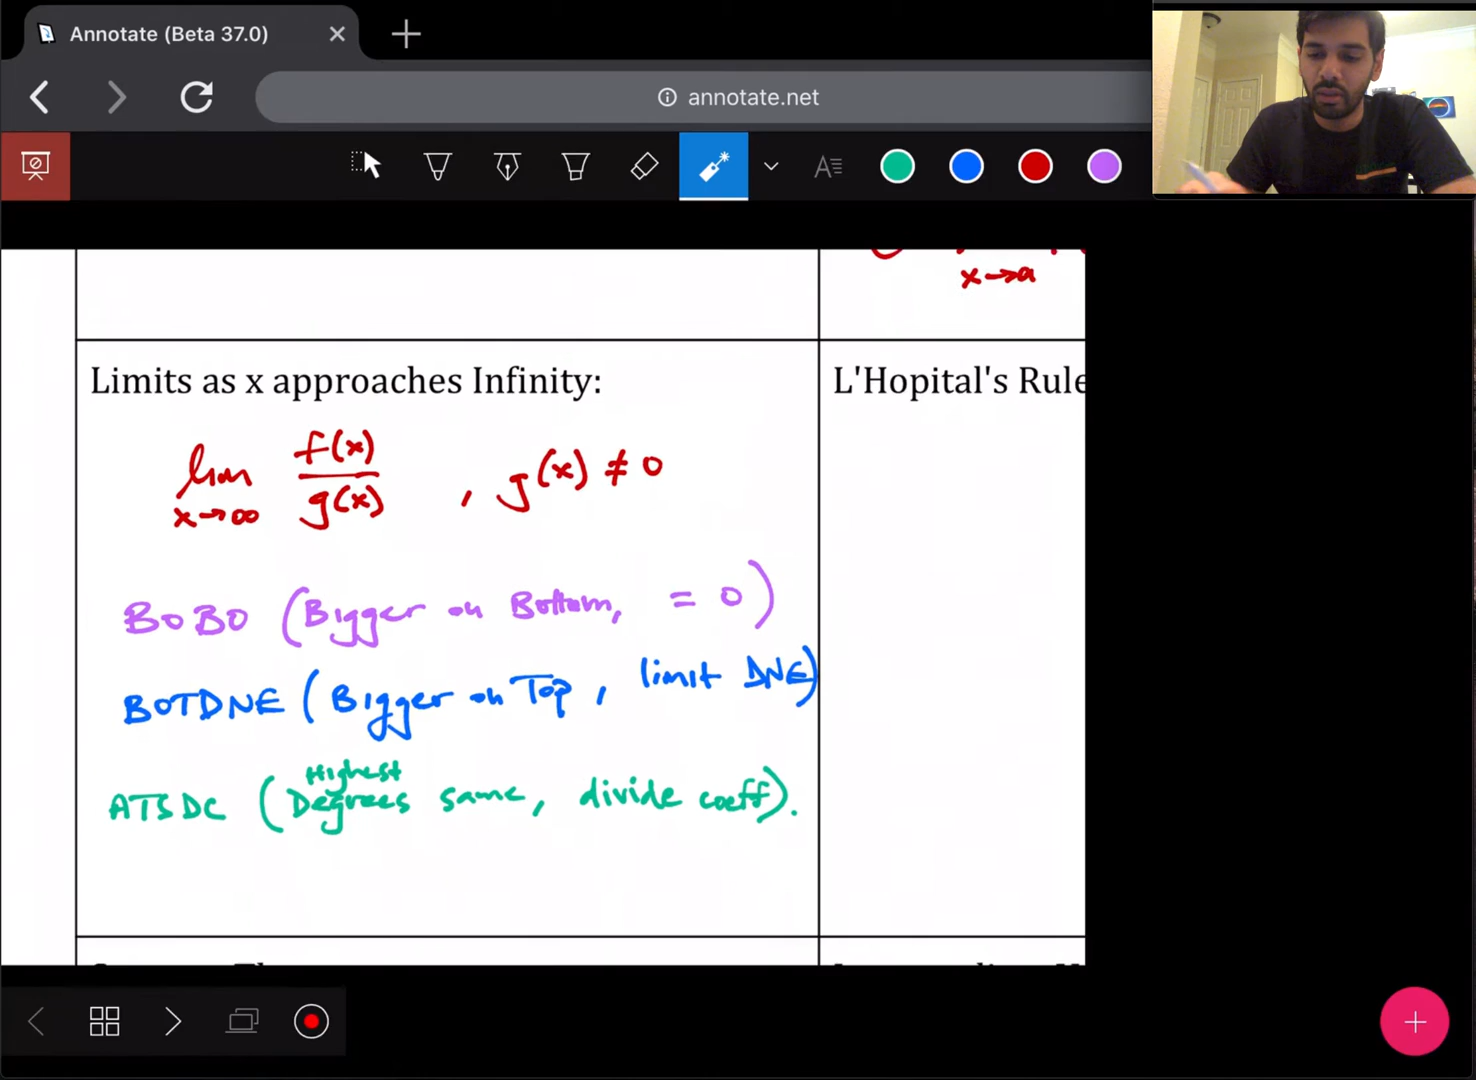 Annotate (Beta 37.0)
annotate.net
x→a
Limits as x approaches Infinity:
L'Hopital's Rule
lim x→∞ f(x)/g(x) , g(x) ≠ 0
BOBO (Bigger on Bottom, = 0)
BOTDNE (Bigger on Top, limit DNE)
ATSDC (Highest Degrees same, divide coeff).